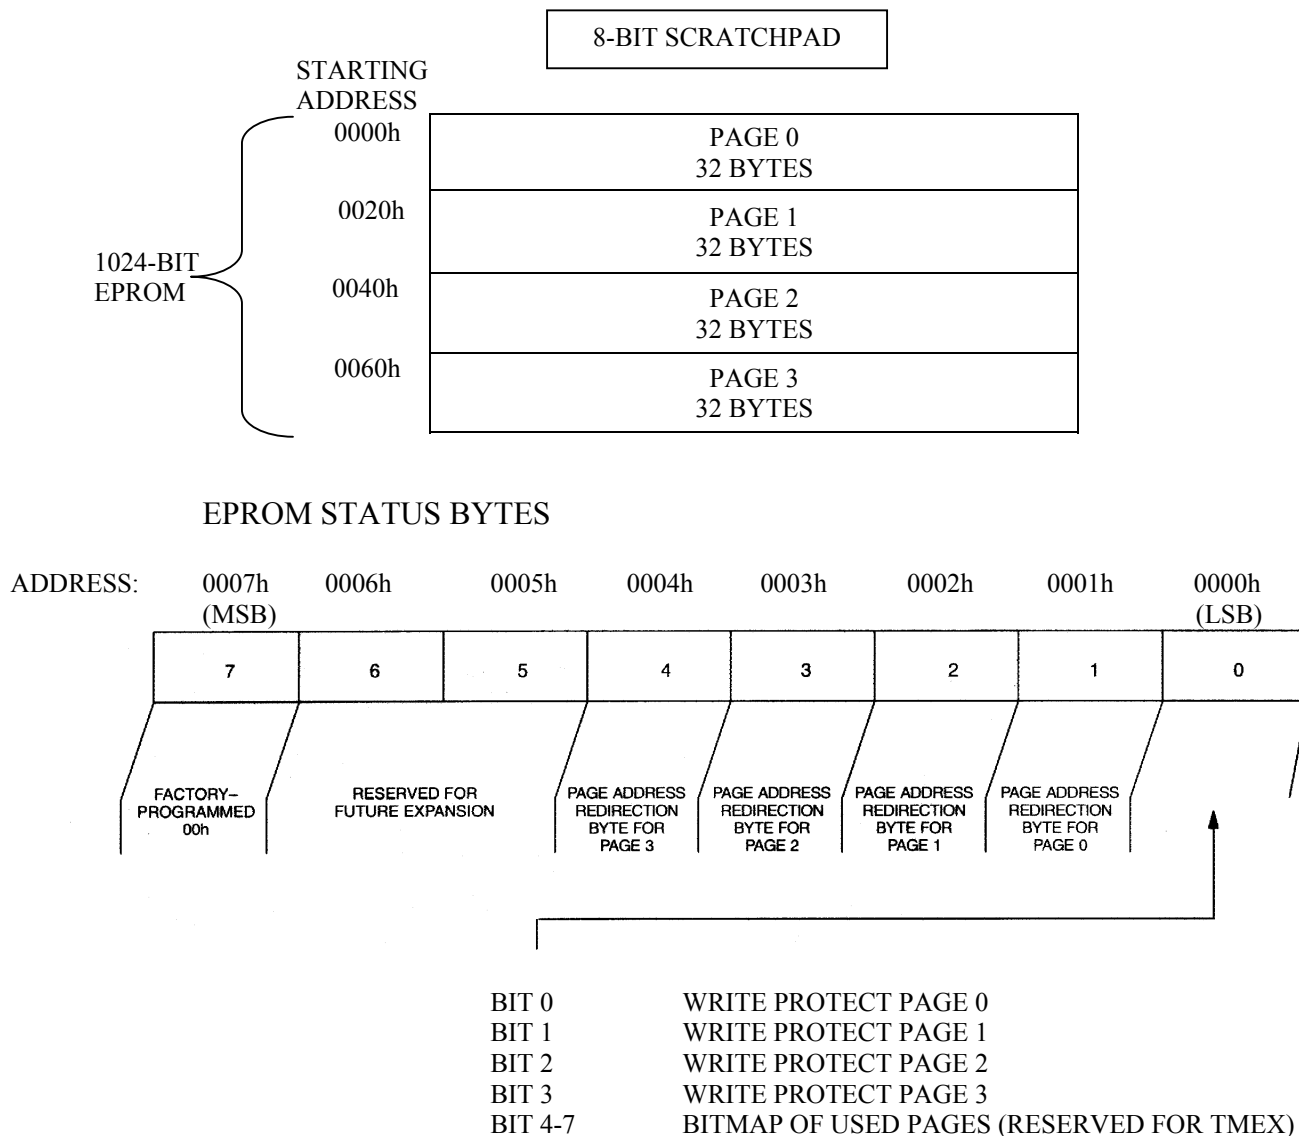 8-BIT SCRATCHPAD
STARTING
ADDRESS
0000h
PAGE 0
32 BYTES
0020h
PAGE 1
32 BYTES
1024-BIT
EPROM
0040h
PAGE 2
32 BYTES
0060h
PAGE 3
32 BYTES
EPROM STATUS BYTES
ADDRESS: 0007h 0006h 0005h 0004h 0003h 0002h 0001h 0000h
(MSB) (LSB)
7 6 5 4 3 2 1 0
FACTORY–
PROGRAMMED
00h
RESERVED FOR
FUTURE EXPANSION
PAGE ADDRESS
REDIRECTION
BYTE FOR
PAGE 3
PAGE ADDRESS
REDIRECTION
BYTE FOR
PAGE 2
PAGE ADDRESS
REDIRECTION
BYTE FOR
PAGE 1
PAGE ADDRESS
REDIRECTION
BYTE FOR
PAGE 0
BIT 0 WRITE PROTECT PAGE 0
BIT 1 WRITE PROTECT PAGE 1
BIT 2 WRITE PROTECT PAGE 2
BIT 3 WRITE PROTECT PAGE 3
BIT 4-7 BITMAP OF USED PAGES (RESERVED FOR TMEX)